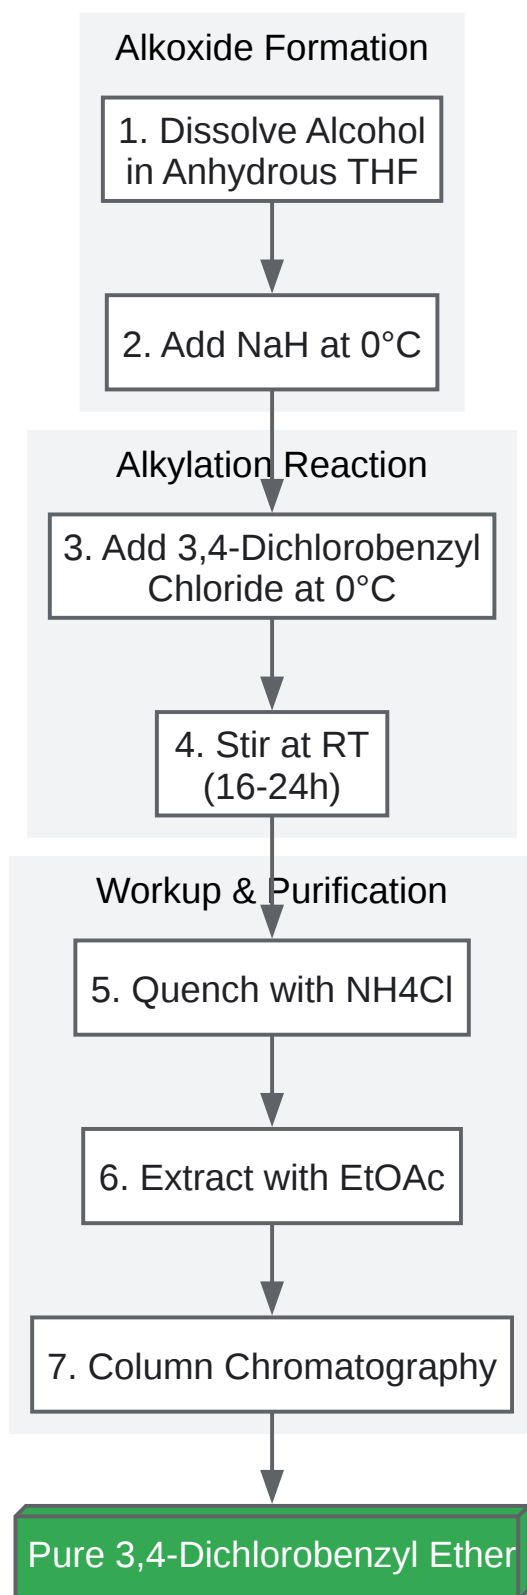 Alkoxide Formation
1. Dissolve Alcohol
in Anhydrous THF
2. Add NaH at 0°C
Alkylation Reaction
3. Add 3,4-Dichlorobenzyl
Chloride at 0°C
4. Stir at RT
(16-24h)
Workup & Purification
5. Quench with NH4Cl
6. Extract with EtOAc
7. Column Chromatography
Pure 3,4-Dichlorobenzyl Ether